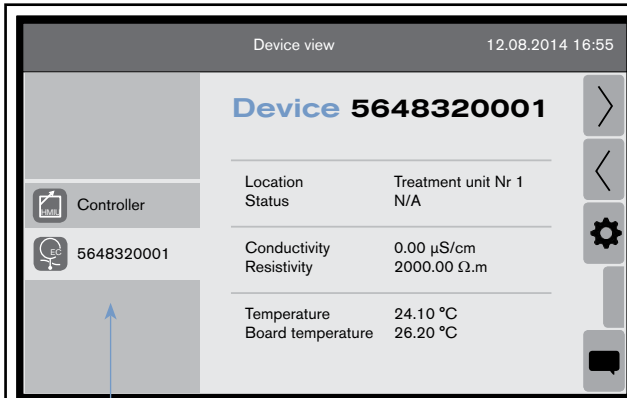 Device view 12.08.2014 16:55
Device 5648320001
Location Treatment unit Nr 1
Status N/A
HMIL Controller
EC 5648320001
Conductivity 0.00 µS/cm
Resistivity 2000.00 Ω.m
Temperature 24.10 °C
Board temperature 26.20 °C